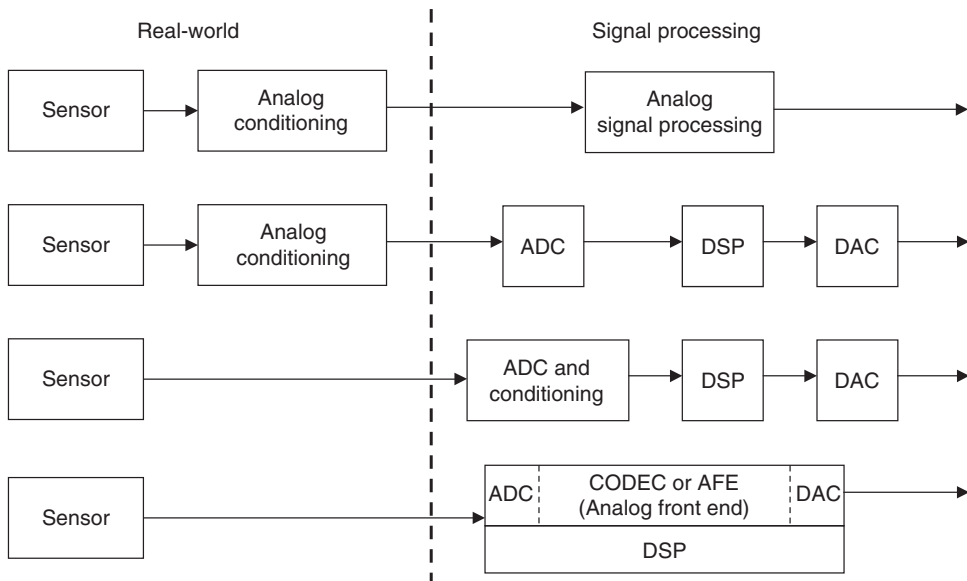 Real-world
Signal processing
Sensor
Analog
conditioning
Analog
signal processing
Sensor
Analog
conditioning
ADC
DSP
DAC
Sensor
ADC and
conditioning
DSP
DAC
Sensor
ADC
CODEC or AFE
(Analog front end)
DAC
DSP